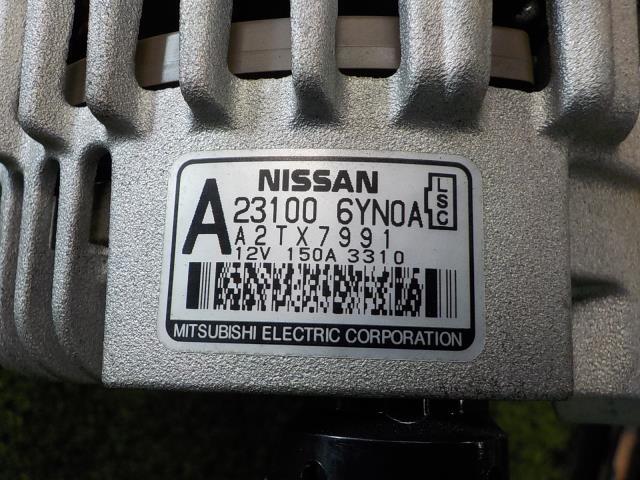 NISSAN
A 23100 6YN0A LSC
A2TX7991
12V 150A 3310
MITSUBISHI ELECTRIC CORPORATION